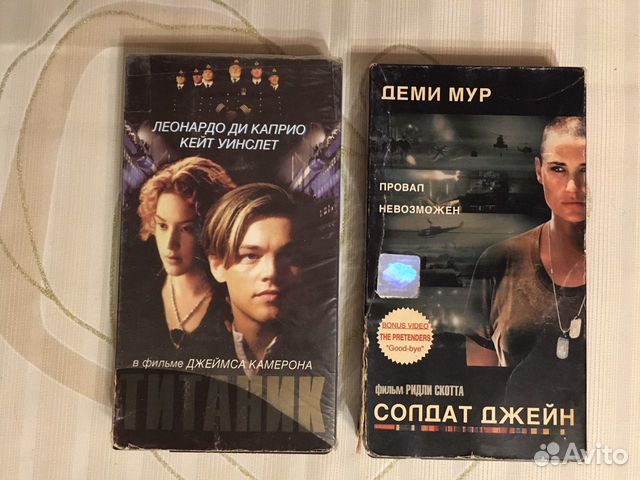 ЛЕОНАРДО ДИ КАПРИО
КЕЙТ УИНСЛЕТ
в фильме ДЖЕЙМСА КАМЕРОНА
ТИТАНИК
ДЕМИ МУР
ПРОВАЛ
НЕВОЗМОЖЕН
BONUS VIDEO
THE PRETENDERS
"Good-bye"
фильм РИДЛИ СКОТТА
СОЛДАТ ДЖЕЙН
Avito